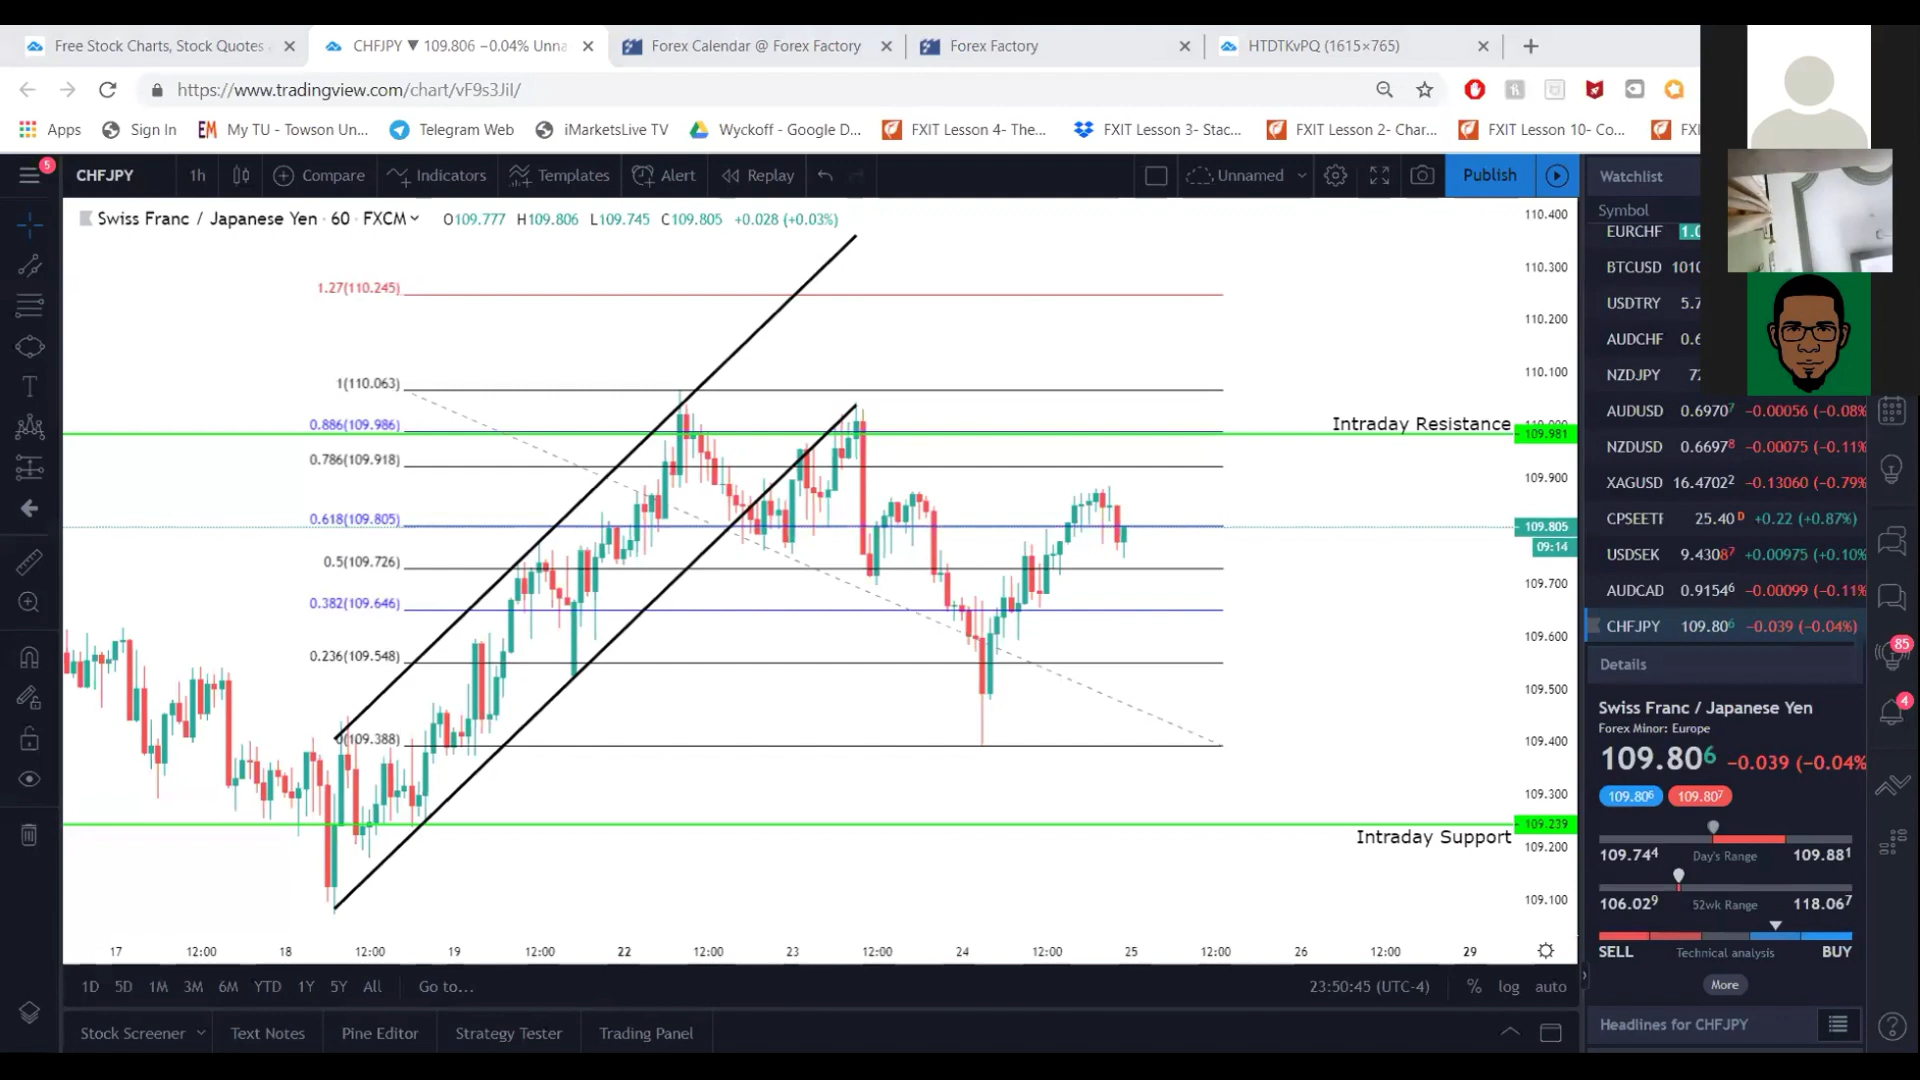 Free Stock Charts, Stock Quotes
CHFJPY ▼ 109.806 −0.04% Unna
Forex Calendar @ Forex Factory
Forex Factory
HTDTKvPQ (1615×765)
https://www.tradingview.com/chart/vF9s3JiI/
Apps Sign In My TU - Towson Un... Telegram Web iMarketsLive TV Wyckoff - Google D... FXIT Lesson 4- The... FXIT Lesson 3- Stac... FXIT Lesson 2- Char... FXIT Lesson 10- Co...
5
CHFJPY 1h Compare Indicators Templates Alert Replay Unnamed Publish
Swiss Franc / Japanese Yen · 60 · FXCM O109.777 H109.806 L109.745 C109.805 +0.028 (+0.03%)
1.27(110.245)
1(110.063)
0.886(109.986)
0.786(109.918)
0.618(109.805)
0.5(109.726)
0.382(109.646)
0.236(109.548)
0(109.388)
Intraday Resistance
Intraday Support
110.400
110.300
110.200
110.100
109.981
109.900
109.805
09:14
109.700
109.600
109.500
109.400
109.300
109.239
109.200
109.100
17 12:00 18 12:00 19 12:00 22 12:00 23 12:00 24 12:00 25 12:00 26 12:00 29
1D 5D 1M 3M 6M YTD 1Y 5Y All Go to...
23:50:45 (UTC-4) % log auto
Stock Screener Text Notes Pine Editor Strategy Tester Trading Panel
Watchlist
Symbol
EURCHF
BTCUSD
USDTRY
AUDCHF
NZDJPY
AUDUSD 0.6970⁷ −0.00056 (−0.08%
NZDUSD 0.6697⁸ −0.00075 (−0.11%
XAGUSD 16.4702² −0.13060 (−0.79%
CPSEETF 25.40 D +0.22 (+0.87%)
USDSEK 9.4308⁷ +0.00975 (+0.10%
AUDCAD 0.9154⁶ −0.00099 (−0.11%
CHFJPY 109.80⁶ −0.039 (−0.04%)
85
4
Details
Swiss Franc / Japanese Yen
Forex Minor: Europe
109.80⁶ −0.039 (−0.04%
109.80⁶ 109.80⁷
109.74⁴ Day's Range 109.88¹
106.02⁹ 52wk Range 118.06⁷
SELL Technical analysis BUY
More
Headlines for CHFJPY